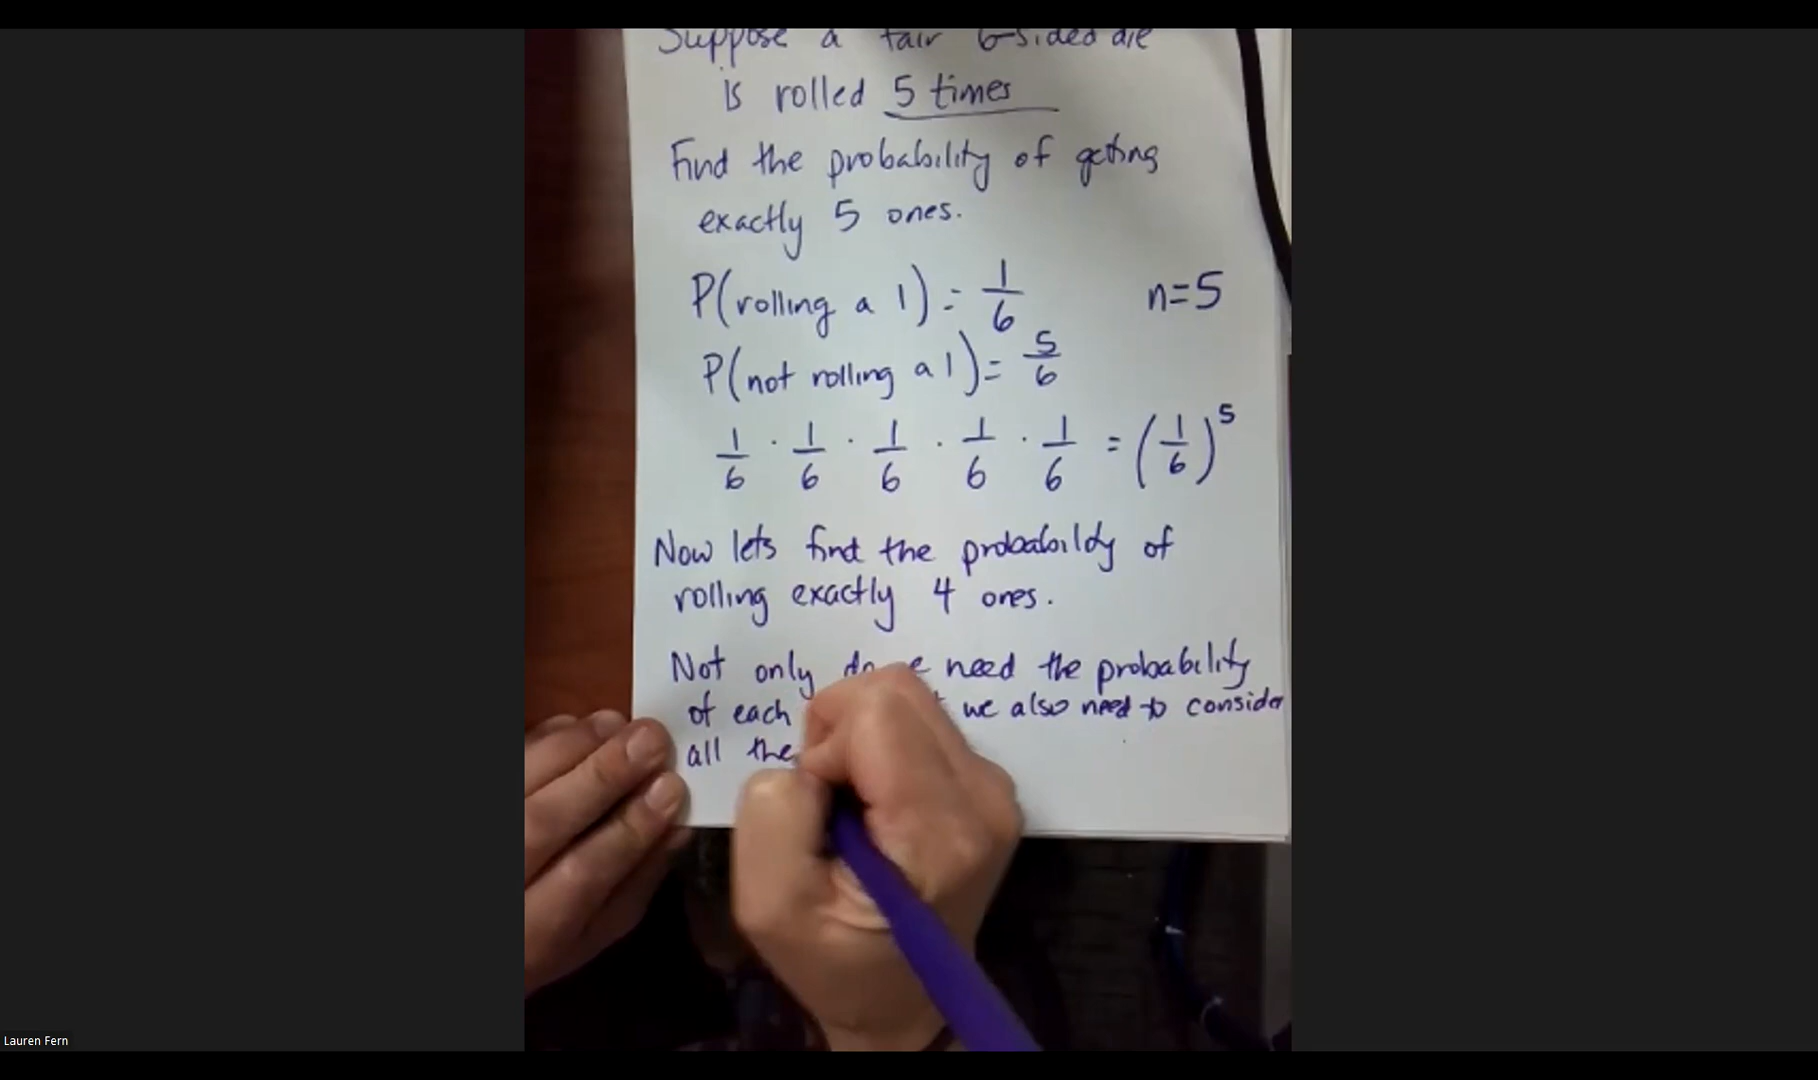 Suppose a fair 6-sided die
is rolled 5 times
Find the probability of geting
exactly 5 ones.
P(rolling a 1) = 1/6 n=5
P(not rolling a 1) = 5/6
1/6 · 1/6 · 1/6 · 1/6 · 1/6 = (1/6)^5
Now lets find the probability of
rolling exactly 4 ones.
Not only need the probability
of each we also need to consider
all the
Lauren Fern